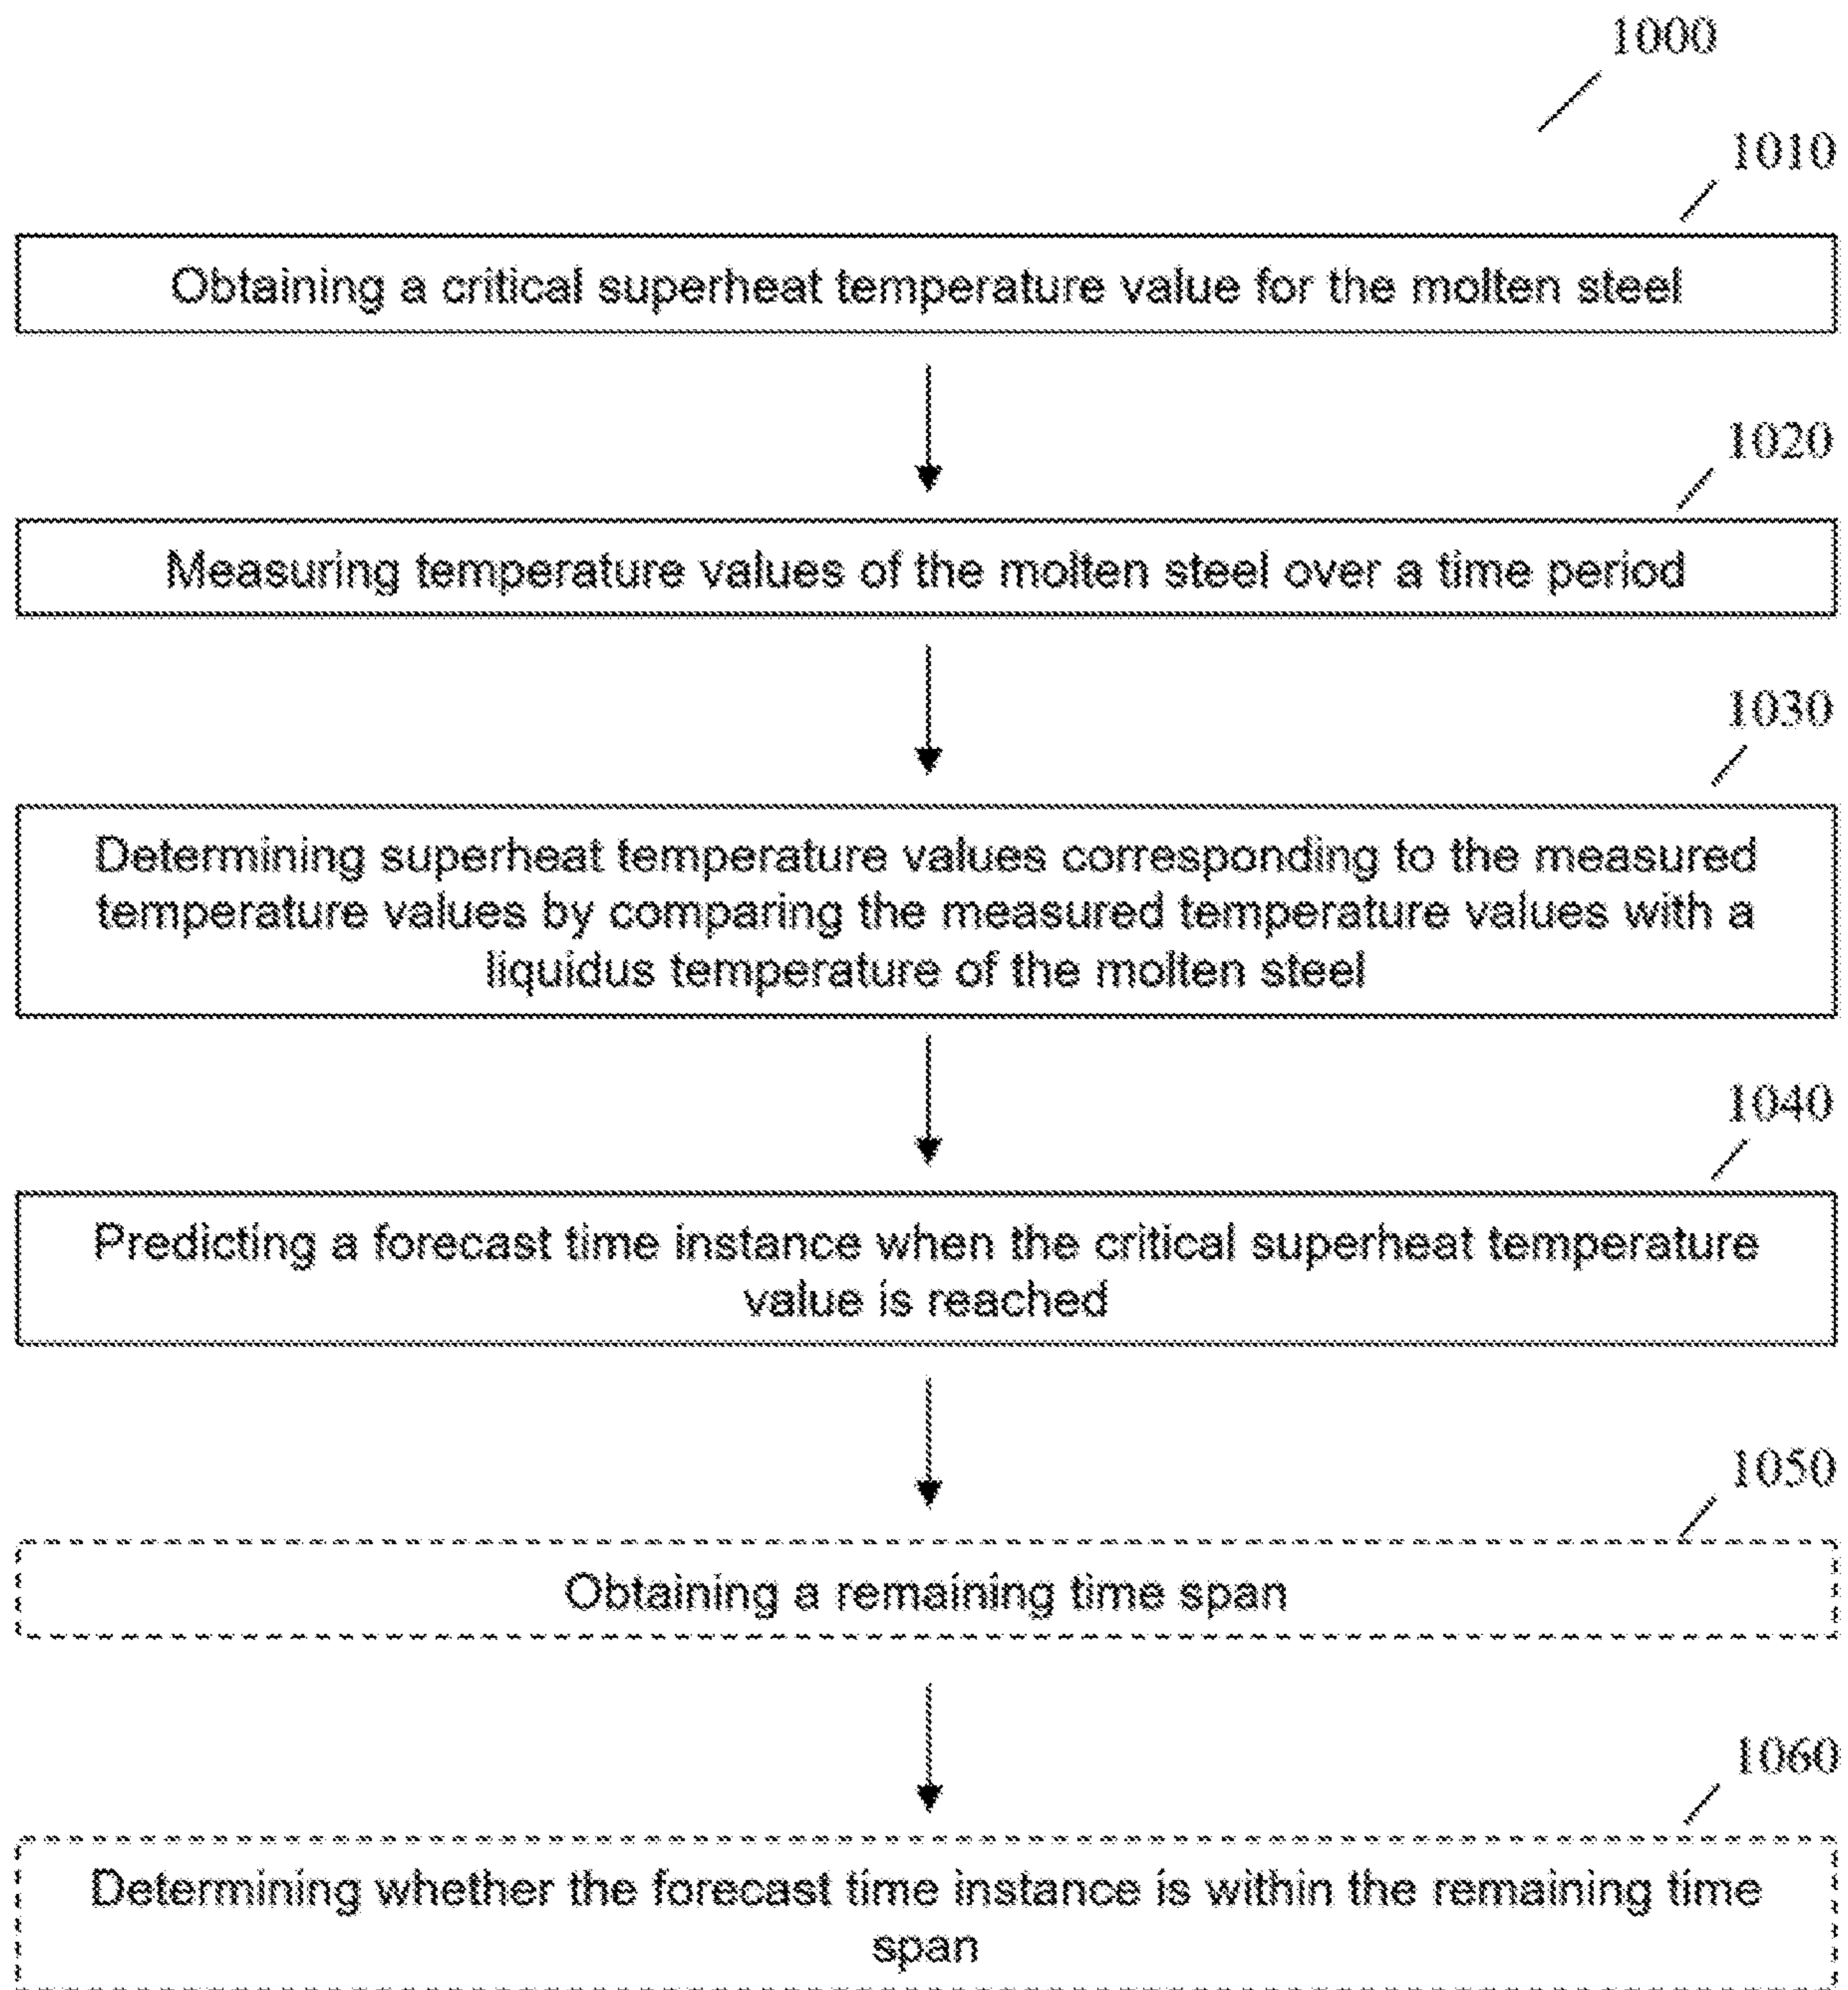 1000
1010
Obtaining a critical superheat temperature value for the molten steel
1020
Measuring temperature values of the molten steel over a time period
1030
Determining superheat temperature values corresponding to the measured
temperature values by comparing the measured temperature values with a
liquidus temperature of the molten steel
1040
Predicting a forecast time instance when the critical superheat temperature
value is reached
1050
Obtaining a remaining time span
1060
Determining whether the forecast time instance is within the remaining time
span